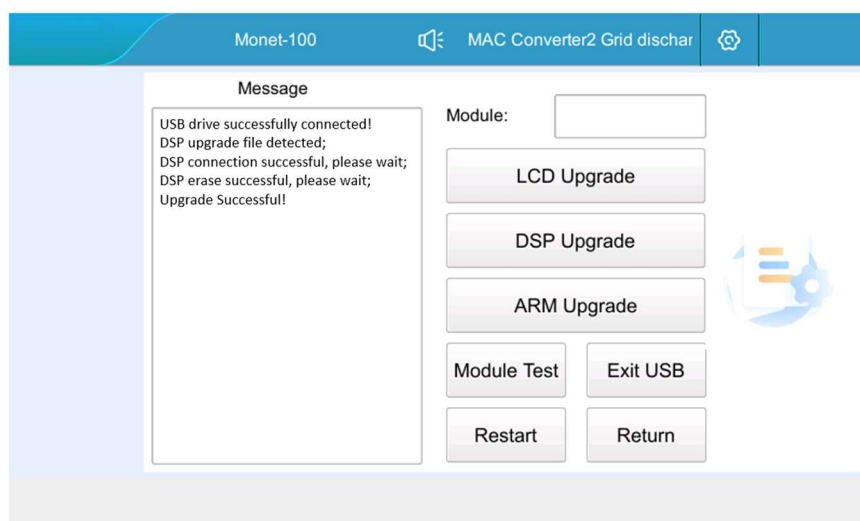 Monet-100
MAC Converter2 Grid dischar
Message
USB drive successfully connected!
DSP upgrade file detected;
DSP connection successful, please wait;
DSP erase successful, please wait;
Upgrade Successful!
Module:
LCD Upgrade
DSP Upgrade
ARM Upgrade
Module Test
Exit USB
Restart
Return